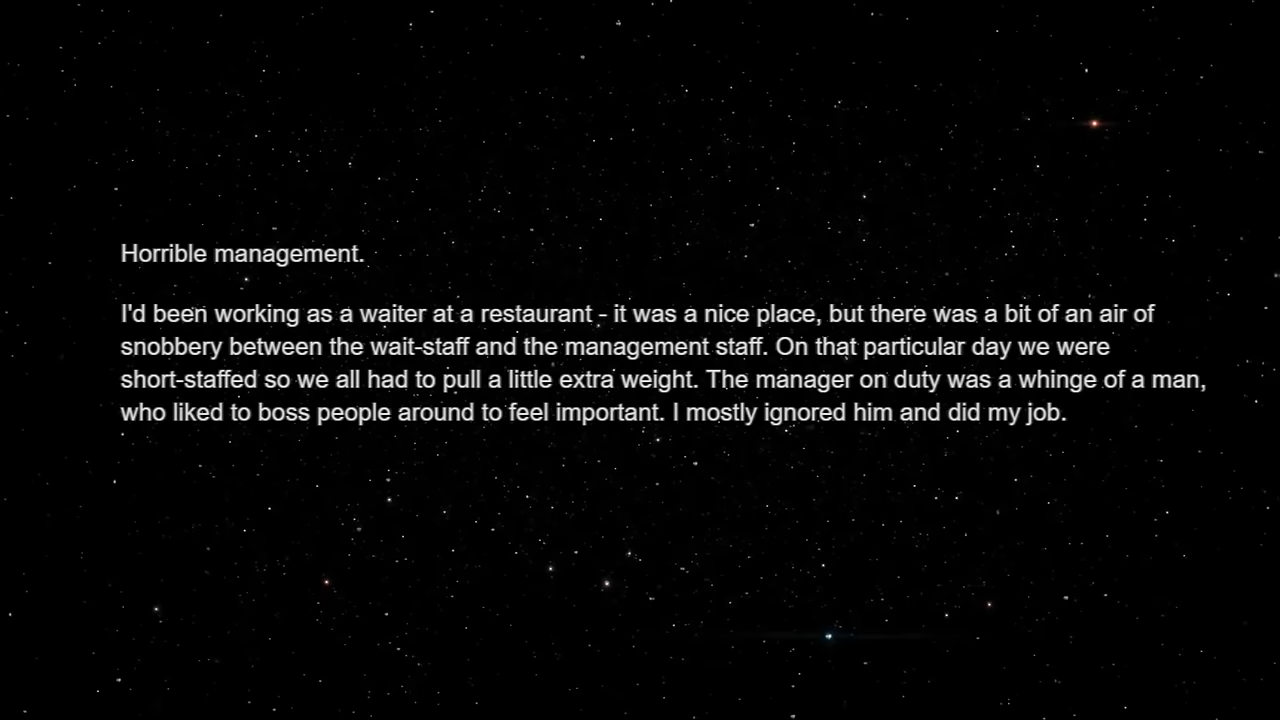 Horrible management.
I'd been working as a waiter at a restaurant - it was a nice place, but there was a bit of an air of
snobbery between the wait-staff and the management staff. On that particular day we were
short-staffed so we all had to pull a little extra weight. The manager on duty was a whinge of a man,
who liked to boss people around to feel important. I mostly ignored him and did my job.